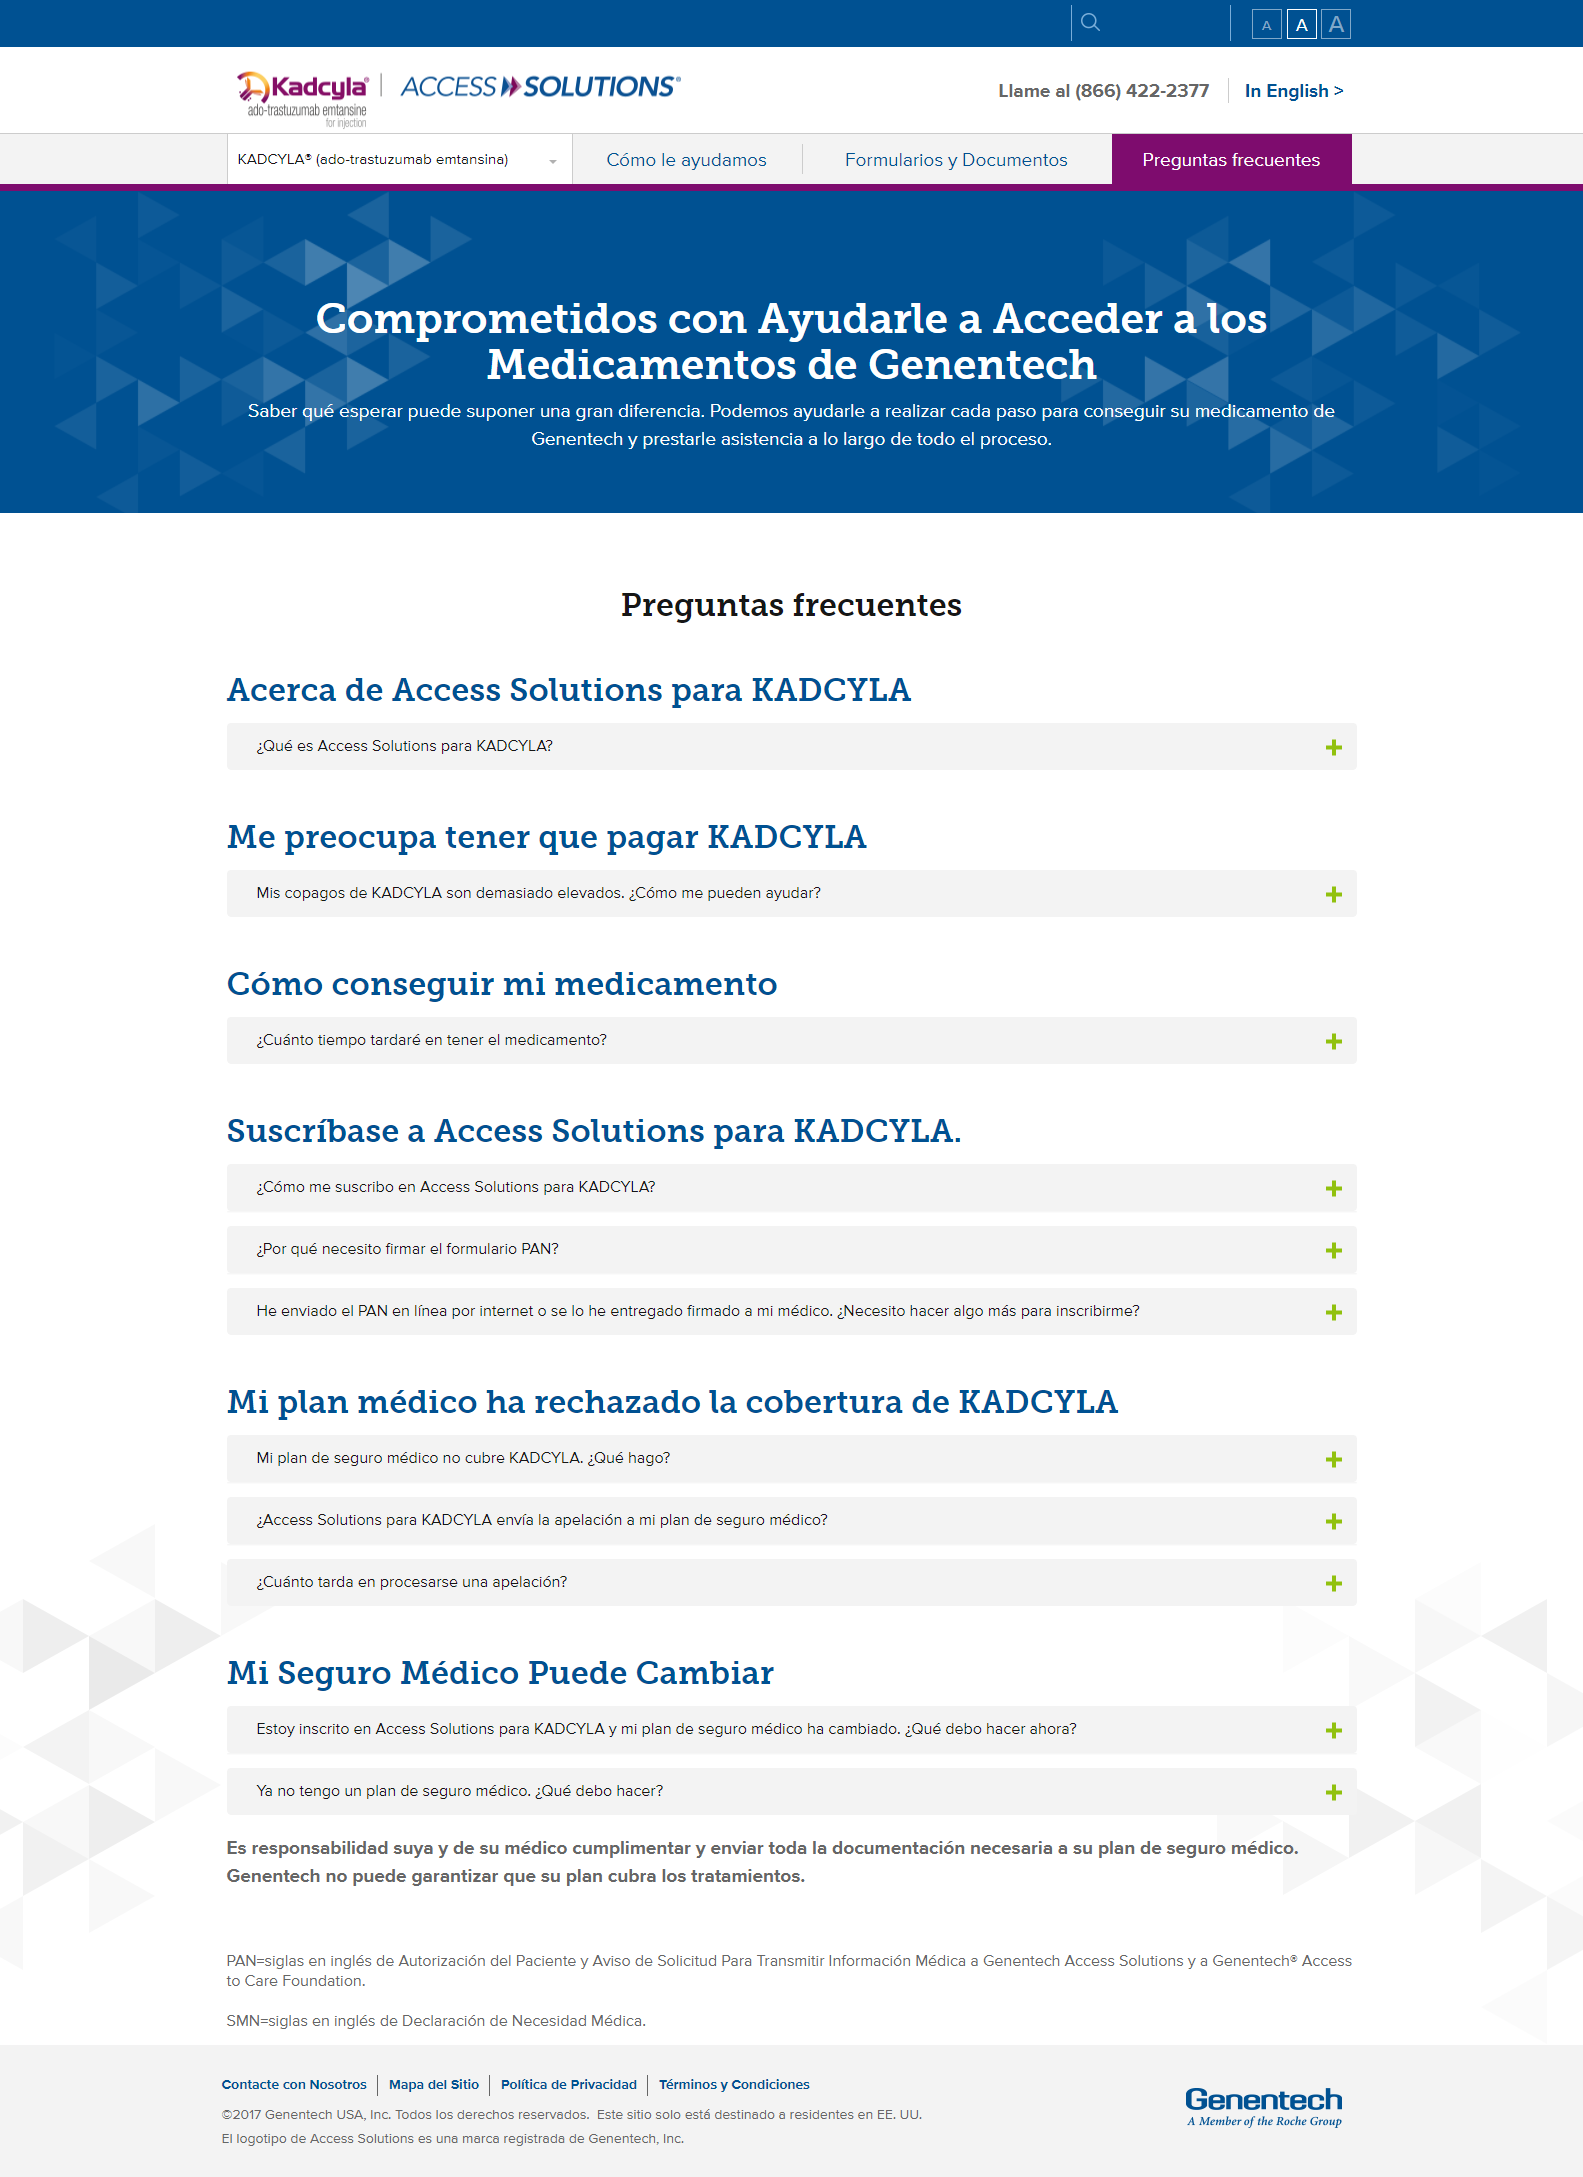 A A A
Kadcyla®
ado-trastuzumab emtansine
for injection
ACCESS SOLUTIONS®
Llame al (866) 422-2377
In English >
KADCYLA® (ado-trastuzumab emtansina)
Cómo le ayudamos
Formularios y Documentos
Preguntas frecuentes
Comprometidos con Ayudarle a Acceder a los
Medicamentos de Genentech
Saber qué esperar puede suponer una gran diferencia. Podemos ayudarle a realizar cada paso para conseguir su medicamento de
Genentech y prestarle asistencia a lo largo de todo el proceso.
Preguntas frecuentes
Acerca de Access Solutions para KADCYLA
¿Qué es Access Solutions para KADCYLA?
Me preocupa tener que pagar KADCYLA
Mis copagos de KADCYLA son demasiado elevados. ¿Cómo me pueden ayudar?
Cómo conseguir mi medicamento
¿Cuánto tiempo tardaré en tener el medicamento?
Suscríbase a Access Solutions para KADCYLA.
¿Cómo me suscribo en Access Solutions para KADCYLA?
¿Por qué necesito firmar el formulario PAN?
He enviado el PAN en línea por internet o se lo he entregado firmado a mi médico. ¿Necesito hacer algo más para inscribirme?
Mi plan médico ha rechazado la cobertura de KADCYLA
Mi plan de seguro médico no cubre KADCYLA. ¿Qué hago?
¿Access Solutions para KADCYLA envía la apelación a mi plan de seguro médico?
¿Cuánto tarda en procesarse una apelación?
Mi Seguro Médico Puede Cambiar
Estoy inscrito en Access Solutions para KADCYLA y mi plan de seguro médico ha cambiado. ¿Qué debo hacer ahora?
Ya no tengo un plan de seguro médico. ¿Qué debo hacer?
Es responsabilidad suya y de su médico cumplimentar y enviar toda la documentación necesaria a su plan de seguro médico.
Genentech no puede garantizar que su plan cubra los tratamientos.
PAN=siglas en inglés de Autorización del Paciente y Aviso de Solicitud Para Transmitir Información Médica a Genentech Access Solutions y a Genentech® Access
to Care Foundation.
SMN=siglas en inglés de Declaración de Necesidad Médica.
Contacte con Nosotros
Mapa del Sitio
Política de Privacidad
Términos y Condiciones
©2017 Genentech USA, Inc. Todos los derechos reservados. Este sitio solo está destinado a residentes en EE. UU.
El logotipo de Access Solutions es una marca registrada de Genentech, Inc.
Genentech
A Member of the Roche Group